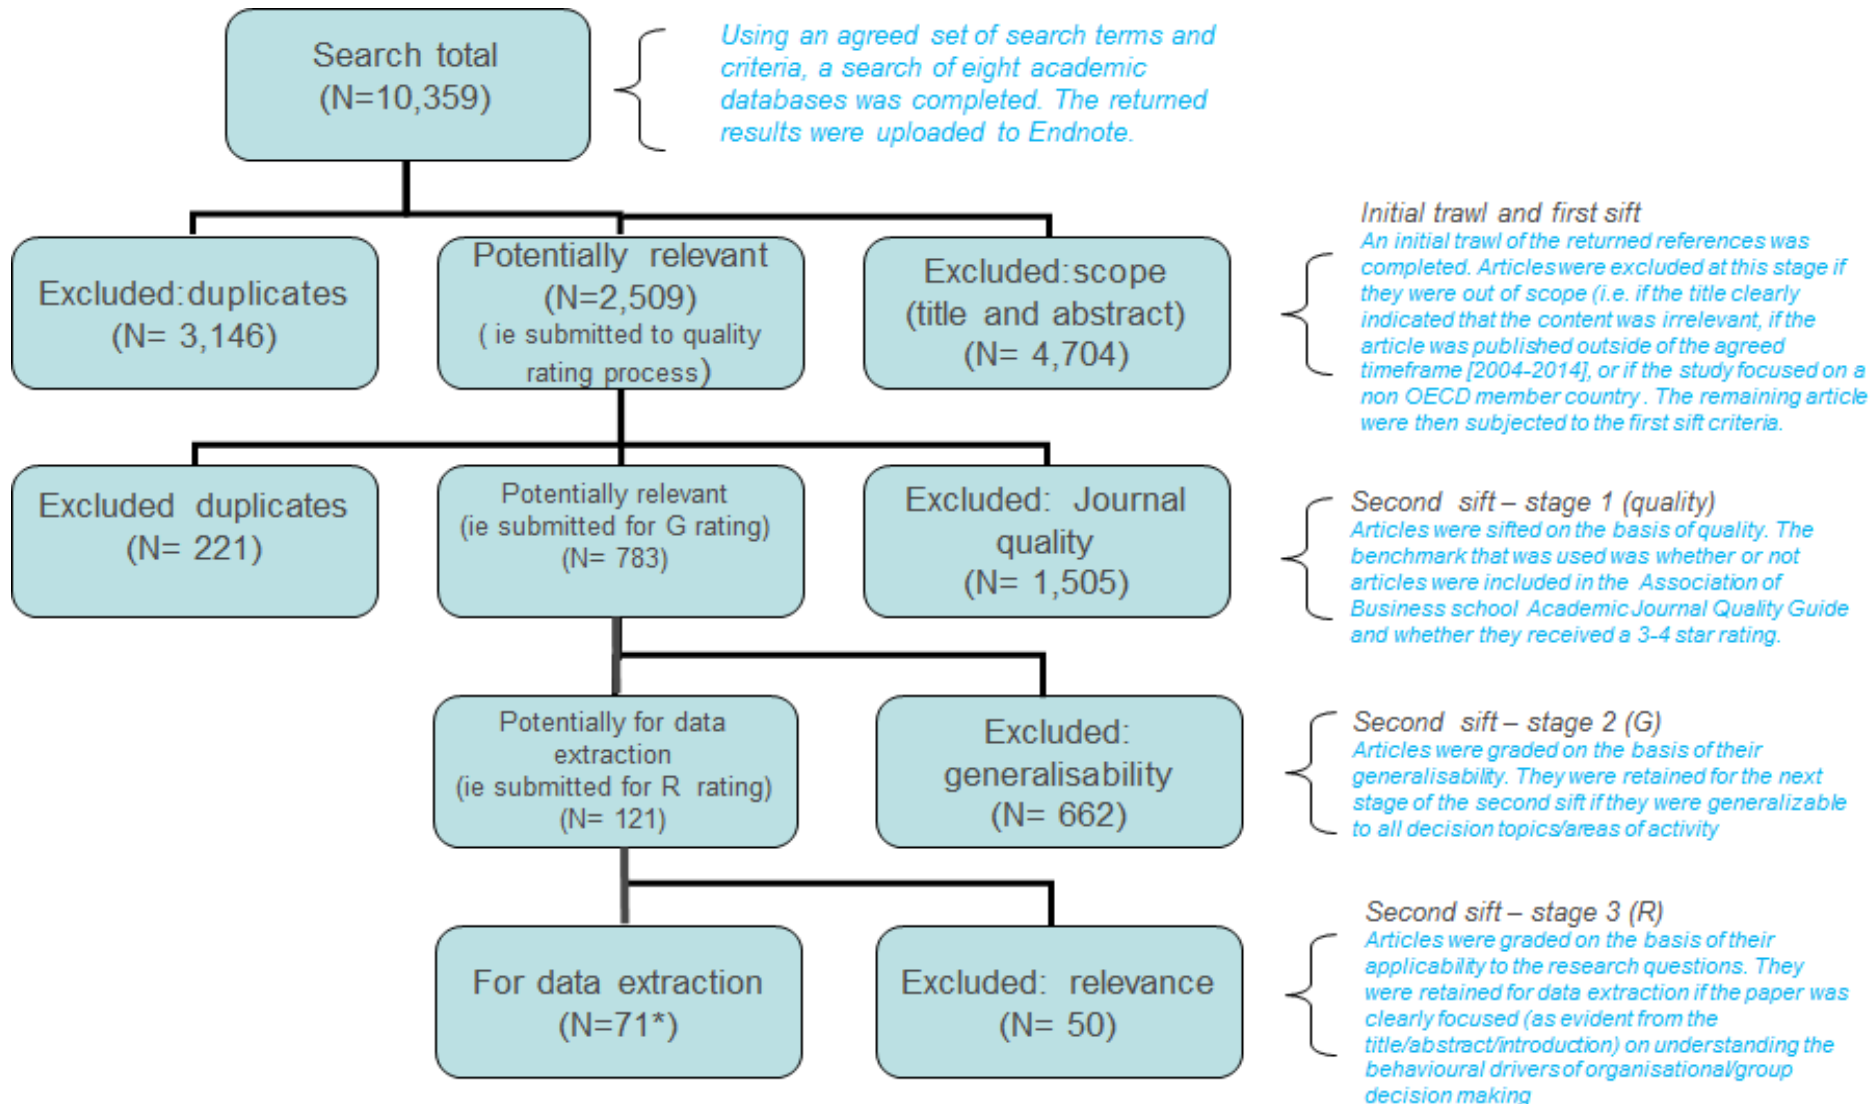 Search total
(N=10,359)
Using an agreed set of search terms and
criteria, a search of eight academic
databases was completed. The returned
results were uploaded to Endnote.
Excluded:duplicates
(N= 3,146)
Potentially relevant
(N=2,509)
( ie submitted to quality
rating process)
Excluded:scope
(title and abstract)
(N= 4,704)
Initial trawl and first sift
An initial trawl of the returned references was
completed. Articles were excluded at this stage if
they were out of scope (i.e. if the title clearly
indicated that the content was irrelevant, if the
article was published outside of the agreed
timeframe [2004-2014], or if the study focused on a
non OECD member country. The remaining article
were then subjected to the first sift criteria.
Excluded duplicates
(N= 221)
Potentially relevant
(ie submitted for G rating)
(N= 783)
Excluded: Journal
quality
(N= 1,505)
Second sift – stage 1 (quality)
Articles were sifted on the basis of quality. The
benchmark that was used was whether or not
articles were included in the Association of
Business school Academic Journal Quality Guide
and whether they received a 3-4 star rating.
Potentially for data
extraction
(ie submitted for R rating)
(N= 121)
Excluded:
generalisability
(N= 662)
Second sift – stage 2 (G)
Articles were graded on the basis of their
generalisability. They were retained for the next
stage of the second sift if they were generalizable
to all decision topics/areas of activity
For data extraction
(N=71*)
Excluded: relevance
(N= 50)
Second sift – stage 3 (R)
Articles were graded on the basis of their
applicability to the research questions. They
were retained for data extraction if the paper was
clearly focused (as evident from the
title/abstract/introduction) on understanding the
behavioural drivers of organisational/group
decision making